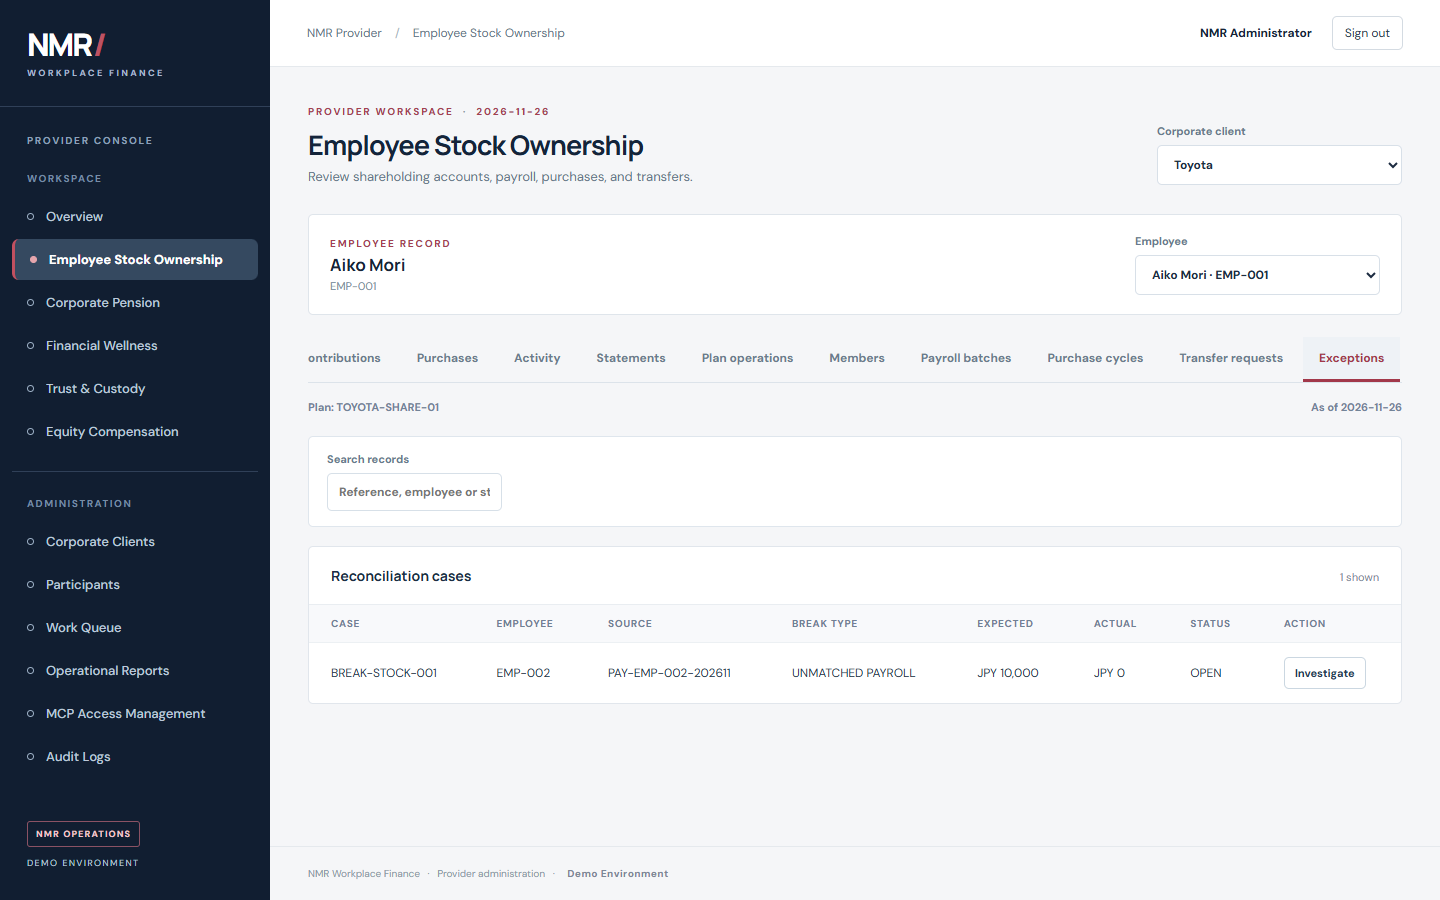 NMR/
WORKPLACE FINANCE
PROVIDER CONSOLE
WORKSPACE
Overview
Employee Stock Ownership
Corporate Pension
Financial Wellness
Trust & Custody
Equity Compensation
ADMINISTRATION
Corporate Clients
Participants
Work Queue
Operational Reports
MCP Access Management
Audit Logs
NMR OPERATIONS
DEMO ENVIRONMENT
NMR Provider / Employee Stock Ownership
NMR Administrator
Sign out
PROVIDER WORKSPACE · 2026-11-26
Employee Stock Ownership
Review shareholding accounts, payroll, purchases, and transfers.
Corporate client
Toyota
EMPLOYEE RECORD
Aiko Mori
EMP-001
Employee
Aiko Mori · EMP-001
ontributions Purchases Activity Statements Plan operations Members Payroll batches Purchase cycles Transfer requests Exceptions
Plan: TOYOTA-SHARE-01
As of 2026-11-26
Search records
Reference, employee or st
Reconciliation cases
1 shown
CASE EMPLOYEE SOURCE BREAK TYPE EXPECTED ACTUAL STATUS ACTION
BREAK-STOCK-001 EMP-002 PAY-EMP-002-202611 UNMATCHED PAYROLL JPY 10,000 JPY 0 OPEN Investigate
NMR Workplace Finance · Provider administration · Demo Environment